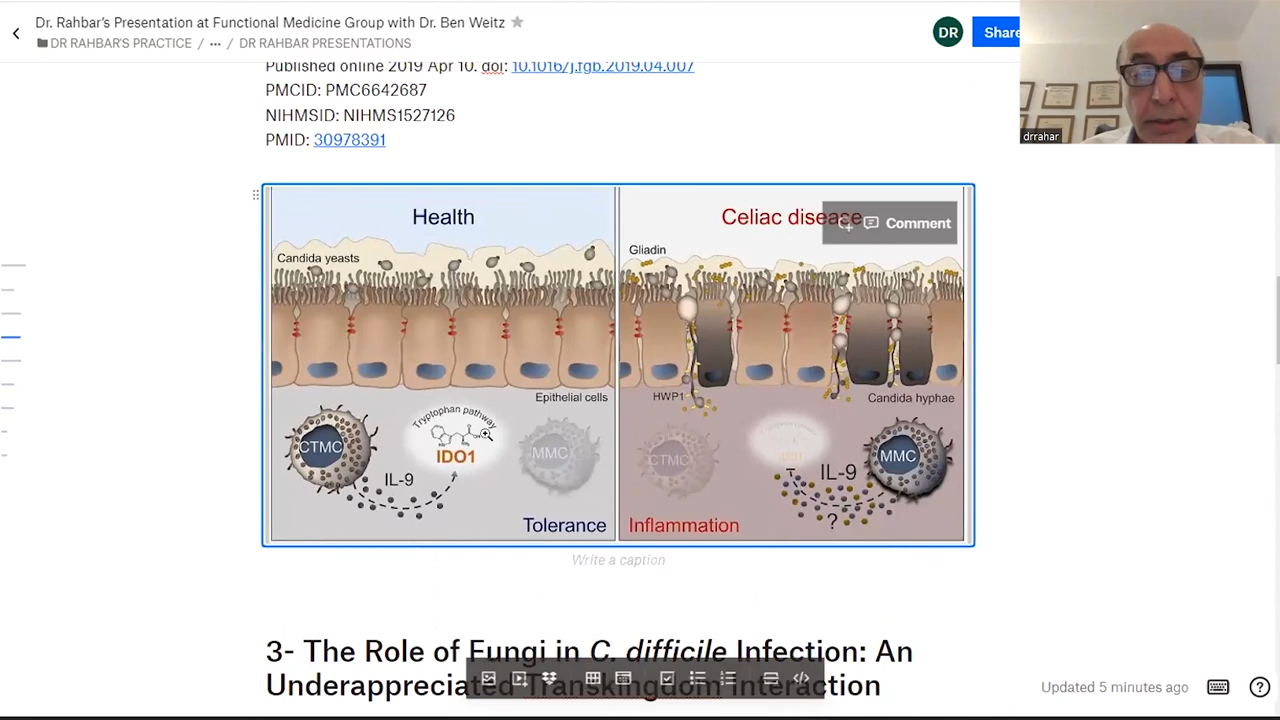 Dr. Rahbar's Presentation at Functional Medicine Group with Dr. Ben Weitz
DR RAHBAR'S PRACTICE / ••• / DR RAHBAR PRESENTATIONS
DR
Share
drrahar
Published online 2019 Apr 10. doi: 10.1016/j.fgb.2019.04.007
PMCID: PMC6642687
NIHMSID: NIHMS1527126
PMID: 30978391
Health
Candida yeasts
Epithelial cells
CTMC
Tryptophan pathway
IDO1
MMC
IL-9
Tolerance
Celiac disease
Comment
Gliadin
HWP1
Candida hyphae
CTMC
MMC
IL-9
?
Inflammation
Write a caption
3- The Role of Fungi in C. difficile Infection: An
Underappreciated Transkingdom Interaction
Updated 5 minutes ago
?